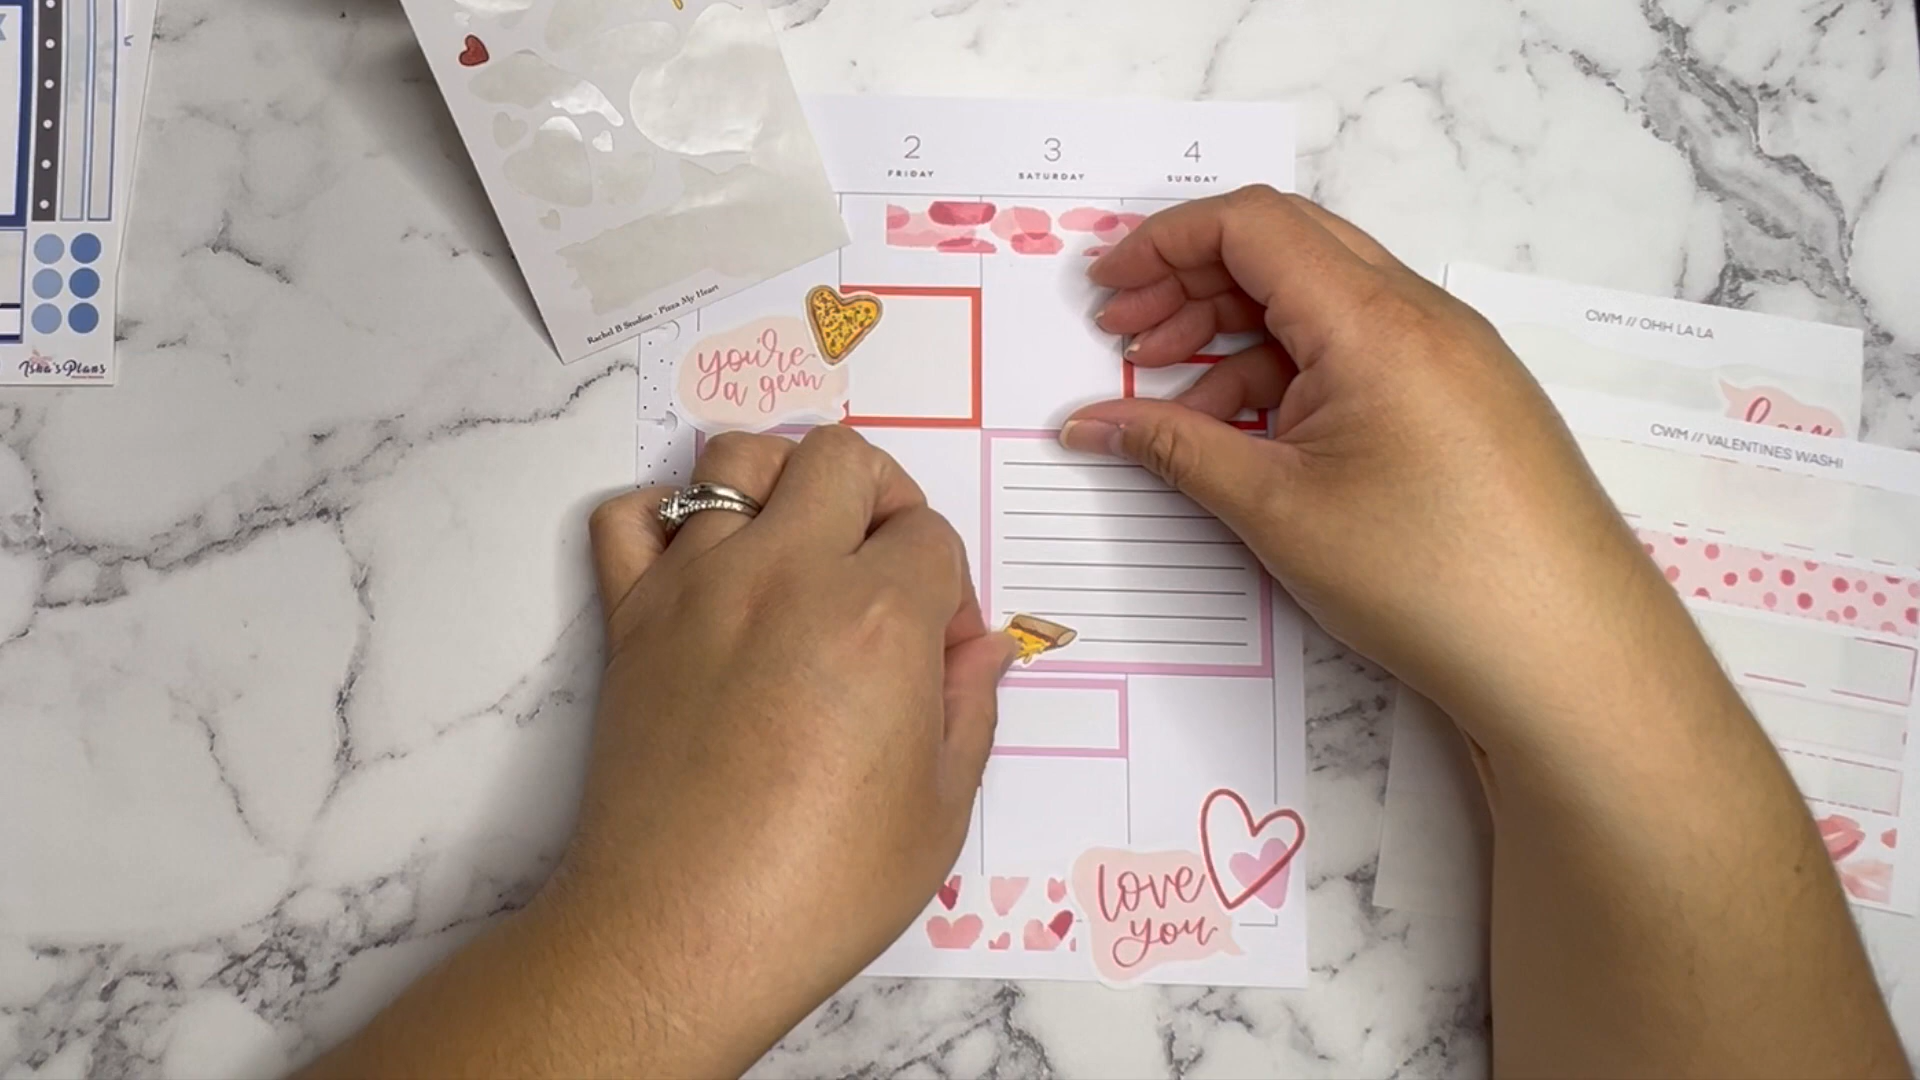 2
FRIDAY
3
SATURDAY
4
SUNDAY
Rachel B Studios - Pizza My Heart
Isha's Plans
you're
a gem
CWM // OHH LA LA
love
CWM // VALENTINES WASHI
love
you